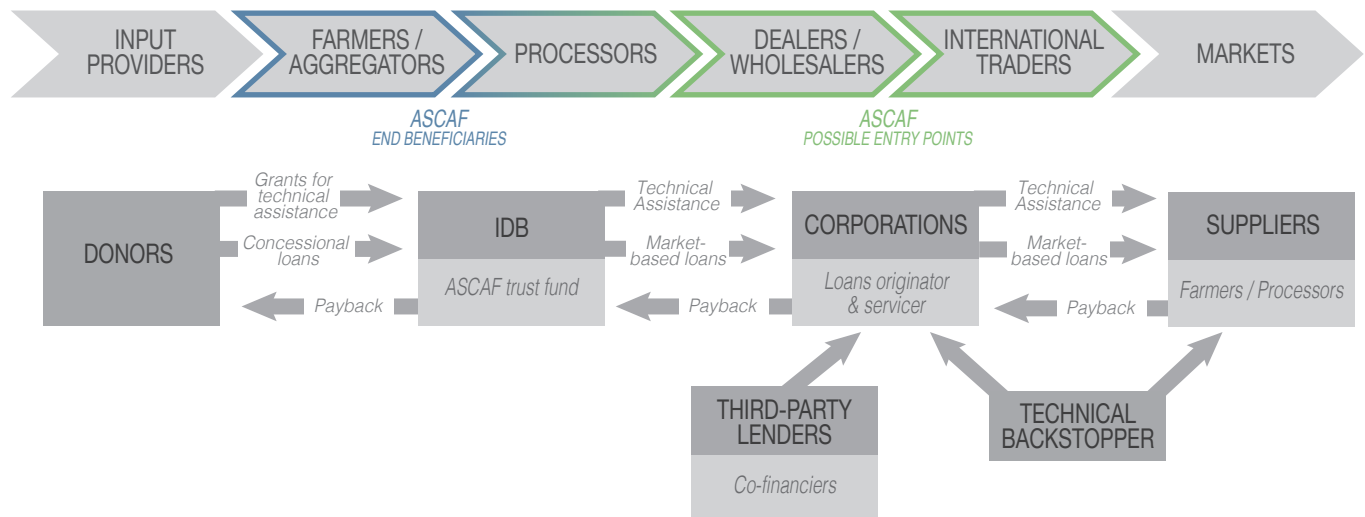 INPUT
PROVIDERS
FARMERS /
AGGREGATORS
PROCESSORS
DEALERS /
WHOLESALERS
INTERNATIONAL
TRADERS
MARKETS
ASCAF
END BENEFICIARIES
ASCAF
POSSIBLE ENTRY POINTS
DONORS
Grants for
technical
assistance
Concessional
loans
Payback
IDB
ASCAF trust fund
Technical
Assistance
Market-
based loans
Payback
CORPORATIONS
Loans originator
& servicer
Technical
Assistance
Market-
based loans
Payback
SUPPLIERS
Farmers / Processors
THIRD-PARTY
LENDERS
Co-financiers
TECHNICAL
BACKSTOPPER